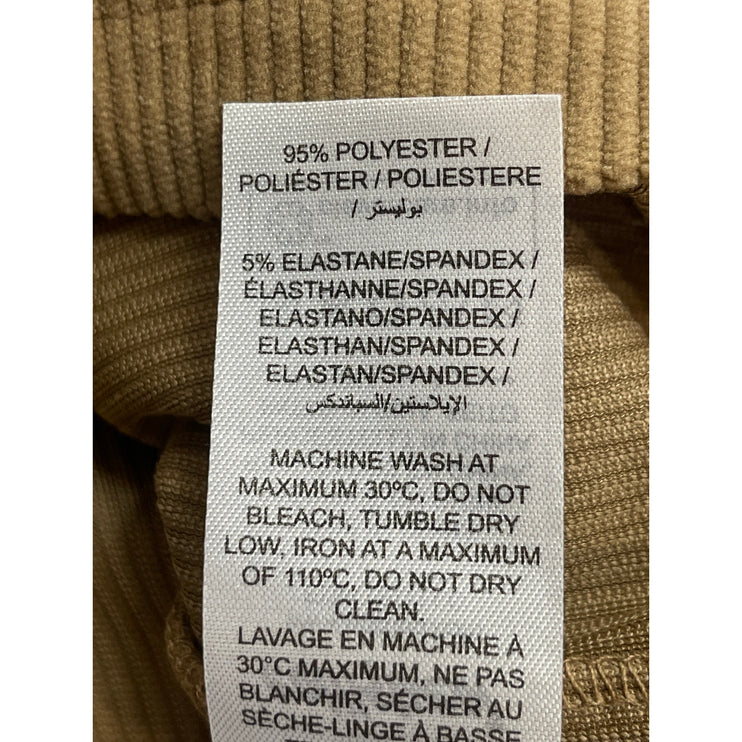 95% POLYESTER /
POLIÉSTER / POLIESTERE
/ بوليستر
5% ELASTANE/SPANDEX /
ÉLASTHANNE/SPANDEX /
ELASTANO/SPANDEX /
ELASTHAN/SPANDEX /
ELASTAN/SPANDEX /
الإيلاستين/السباندكس
MACHINE WASH AT
MAXIMUM 30ºC, DO NOT
BLEACH, TUMBLE DRY
LOW, IRON AT A MAXIMUM
OF 110ºC, DO NOT DRY
CLEAN.
LAVAGE EN MACHINE À
30°C MAXIMUM, NE PAS
BLANCHIR, SÉCHER AU
SÈCHE-LINGE À BASSE